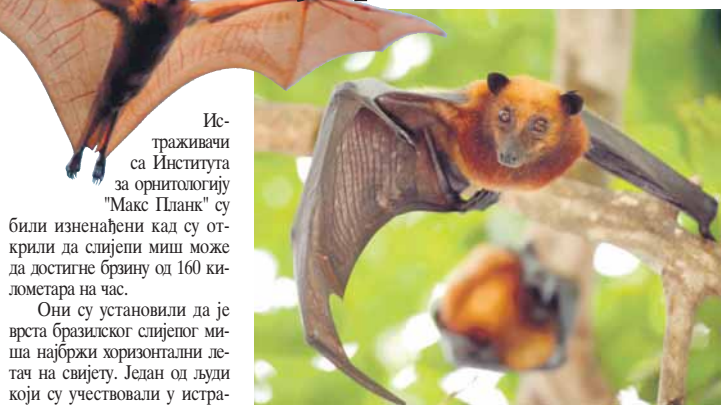 Ис-
траживачи
са Института
за орнитологију
"Макс Планк" су
били изненађени кад су от-
крили да слијепи миш може
да достигне брзину од 160 ки-
лометара на час.
Они су установили да је
врста бразилског слијепог ми-
ша најбржи хоризонтални ле-
тач на свијету. Један од људи
који су учествовали у истра-